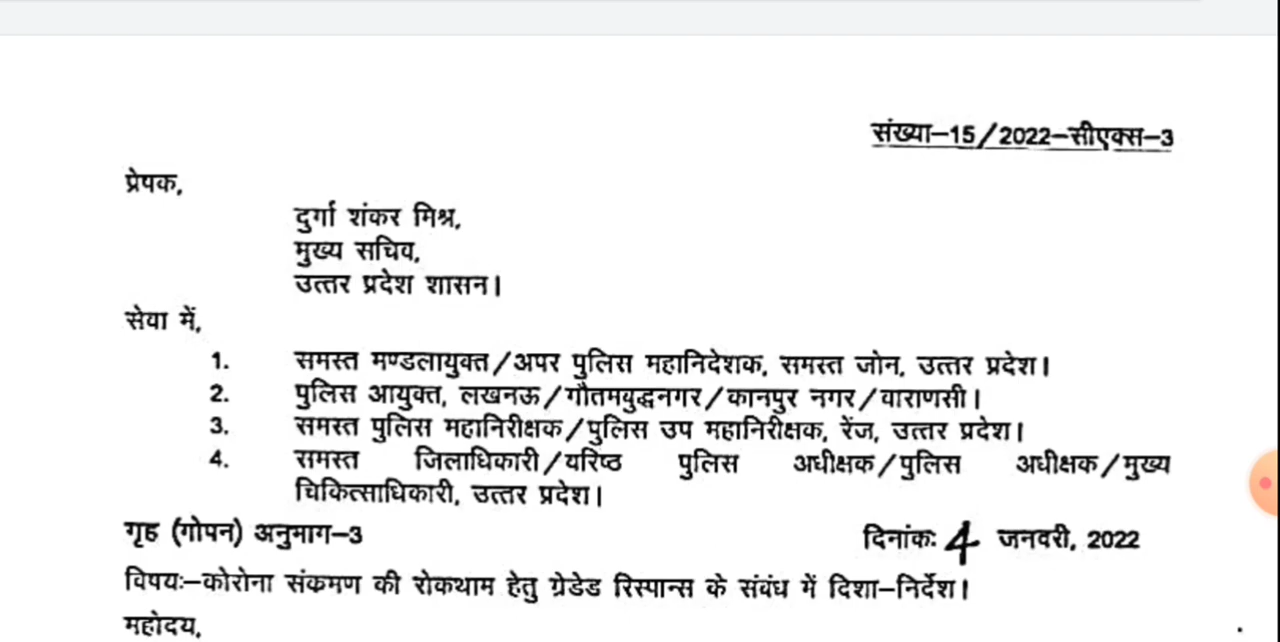 संख्या–15/2022–सीएक्स–3
प्रेषक,
दुर्गा शंकर मिश्र,
मुख्य सचिव,
उत्तर प्रदेश शासन।
सेवा में,
1. समस्त मण्डलायुक्त/अपर पुलिस महानिदेशक, समस्त जोन, उत्तर प्रदेश।
2. पुलिस आयुक्त, लखनऊ/गौतमबुद्धनगर/कानपुर नगर/वाराणसी।
3. समस्त पुलिस महानिरीक्षक/पुलिस उप महानिरीक्षक, रेंज, उत्तर प्रदेश।
4. समस्त जिलाधिकारी/वरिष्ठ पुलिस अधीक्षक/पुलिस अधीक्षक/मुख्य
चिकित्साधिकारी, उत्तर प्रदेश।
गृह (गोपन) अनुभाग–3 दिनांकः 4 जनवरी, 2022
विषयः–कोरोना संकमण की रोकथाम हेतु ग्रेडेड रिस्पान्स के संबंध में दिशा–निर्देश।
महोदय,